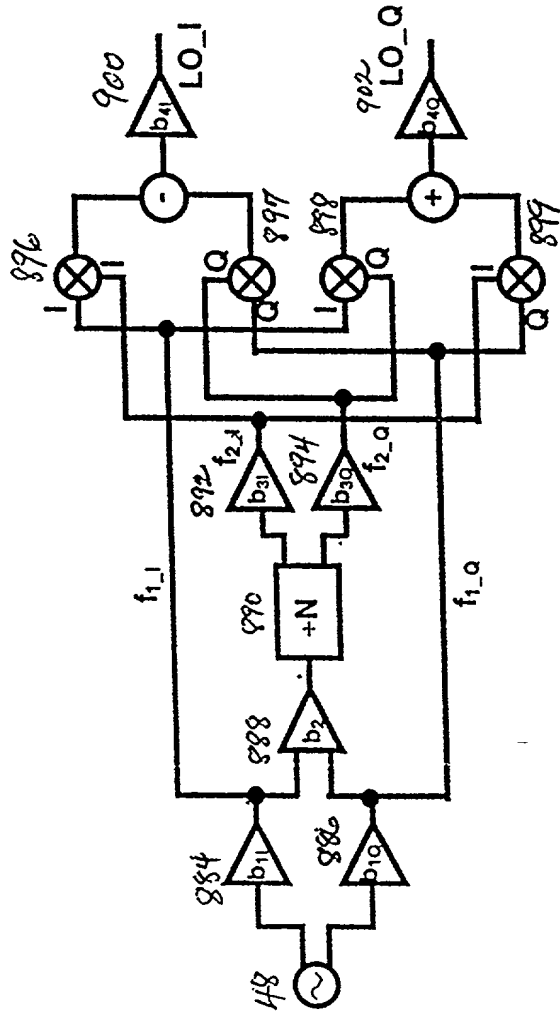 48
884
b1I
886
b1Q
888
b2
890
÷N
892
b3I
894
b3Q
f1_I
f1_Q
f2_I
f2_Q
896
I
I
897
Q
Q
898
I
Q
899
I
Q
-
+
900
b4I
LO_I
902
b4Q
LO_Q